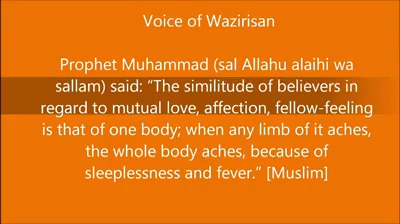 Voice of Wazirisan
Prophet Muhammad (sal Allahu alaihi wa
sallam) said: “The similitude of believers in
regard to mutual love, affection, fellow-feeling
is that of one body; when any limb of it aches,
the whole body aches, because of
sleeplessness and fever.” [Muslim]